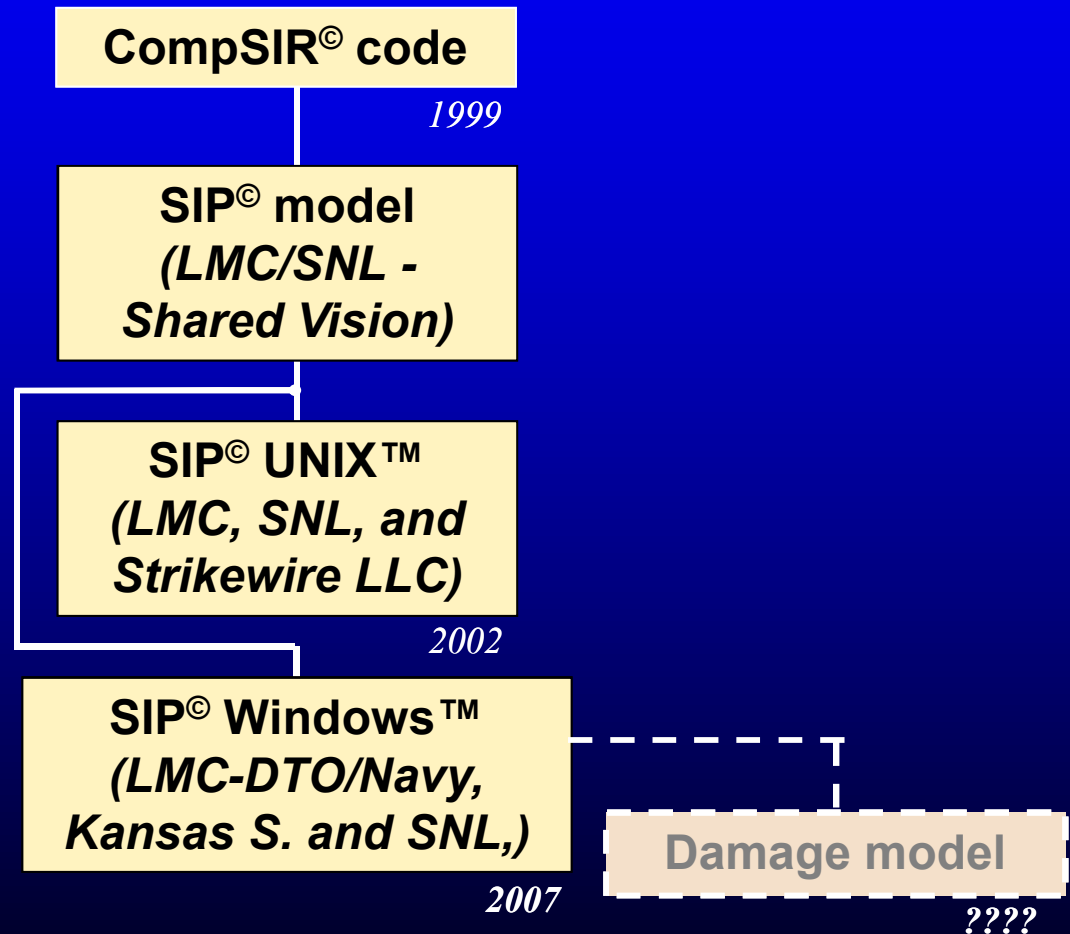 CompSIR© code
1999
SIP© model
(LMC/SNL -
Shared Vision)
SIP© UNIX™
(LMC, SNL, and
Strikewire LLC)
2002
SIP© Windows™
(LMC-DTO/Navy,
Kansas S. and SNL,)
2007
Damage model
????